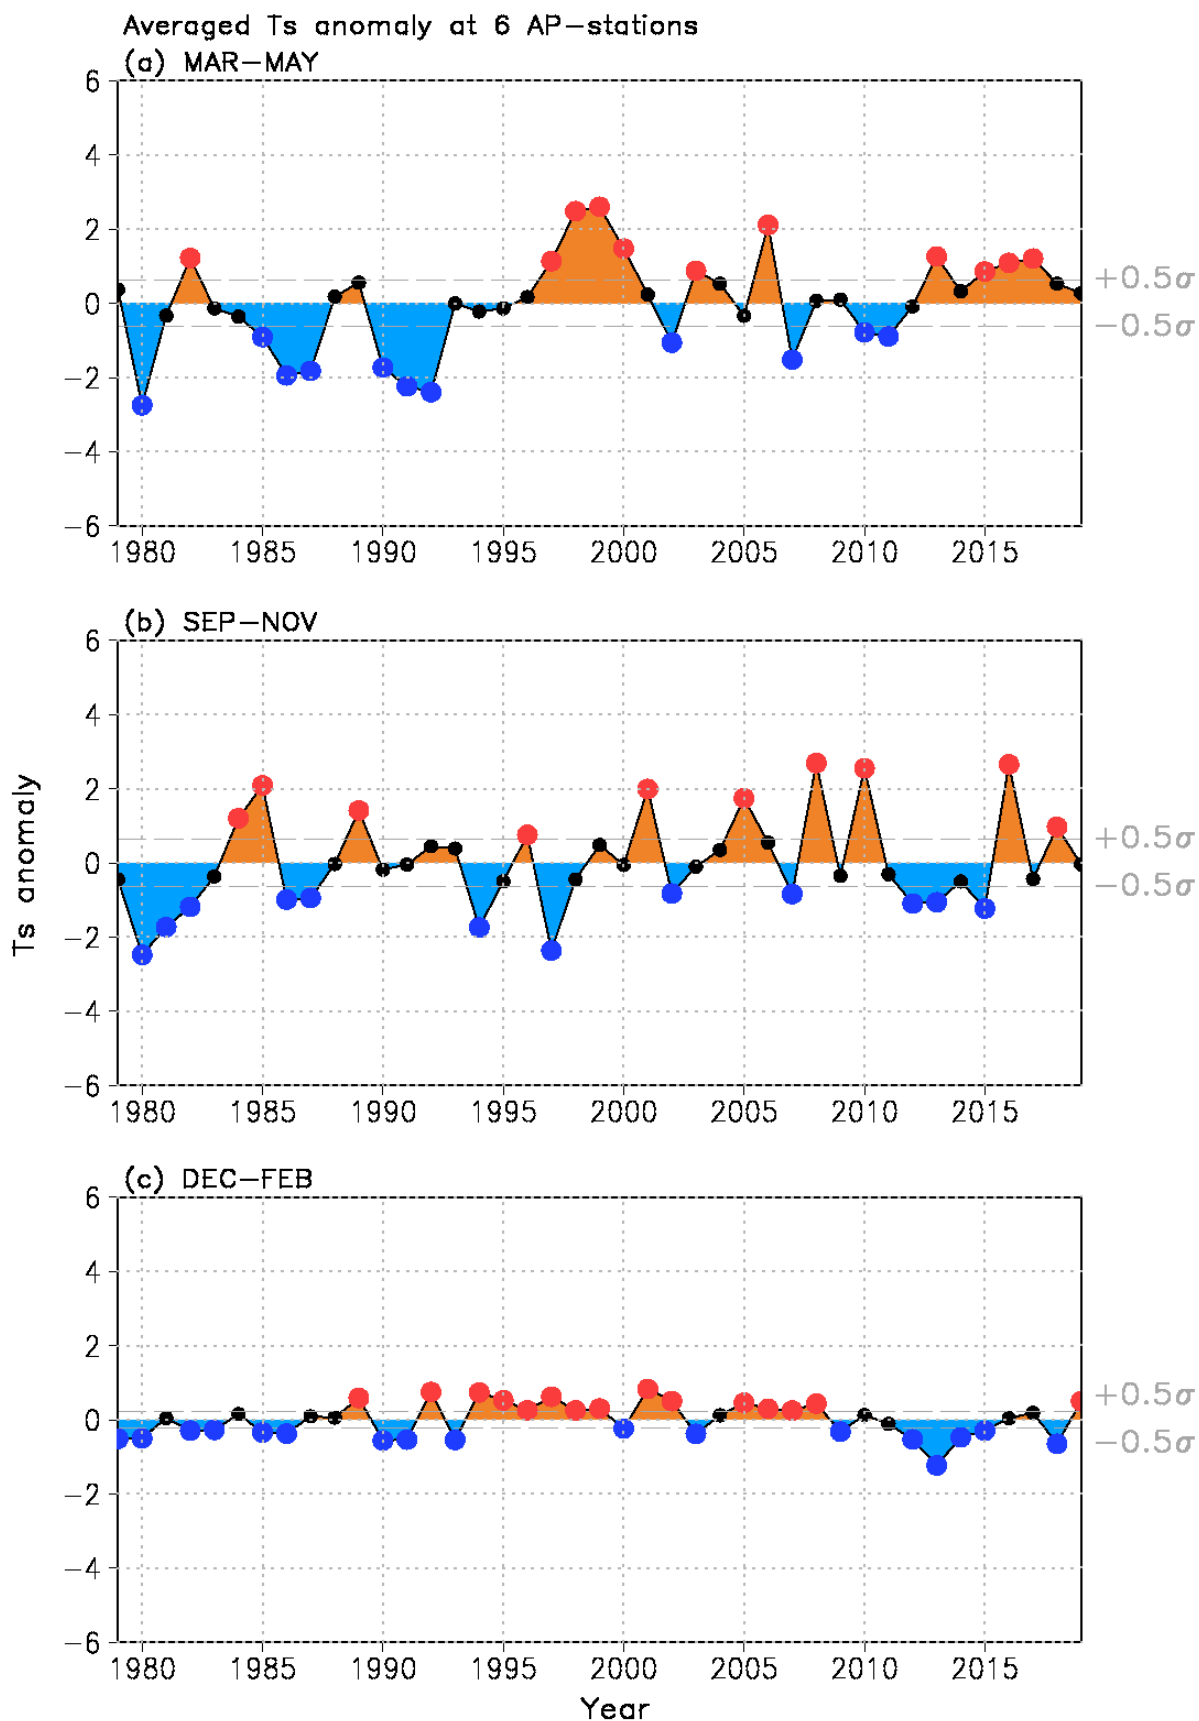 Averaged Ts anomaly at 6 AP−stations
(a) MAR−MAY
6
4
2
0
−2
−4
−6
+0.5σ
−0.5σ
1980 1985 1990 1995 2000 2005 2010 2015
(b) SEP−NOV
6
4
2
0
−2
−4
−6
+0.5σ
−0.5σ
1980 1985 1990 1995 2000 2005 2010 2015
Ts anomaly
(c) DEC−FEB
6
4
2
0
−2
−4
−6
+0.5σ
−0.5σ
1980 1985 1990 1995 2000 2005 2010 2015
Year